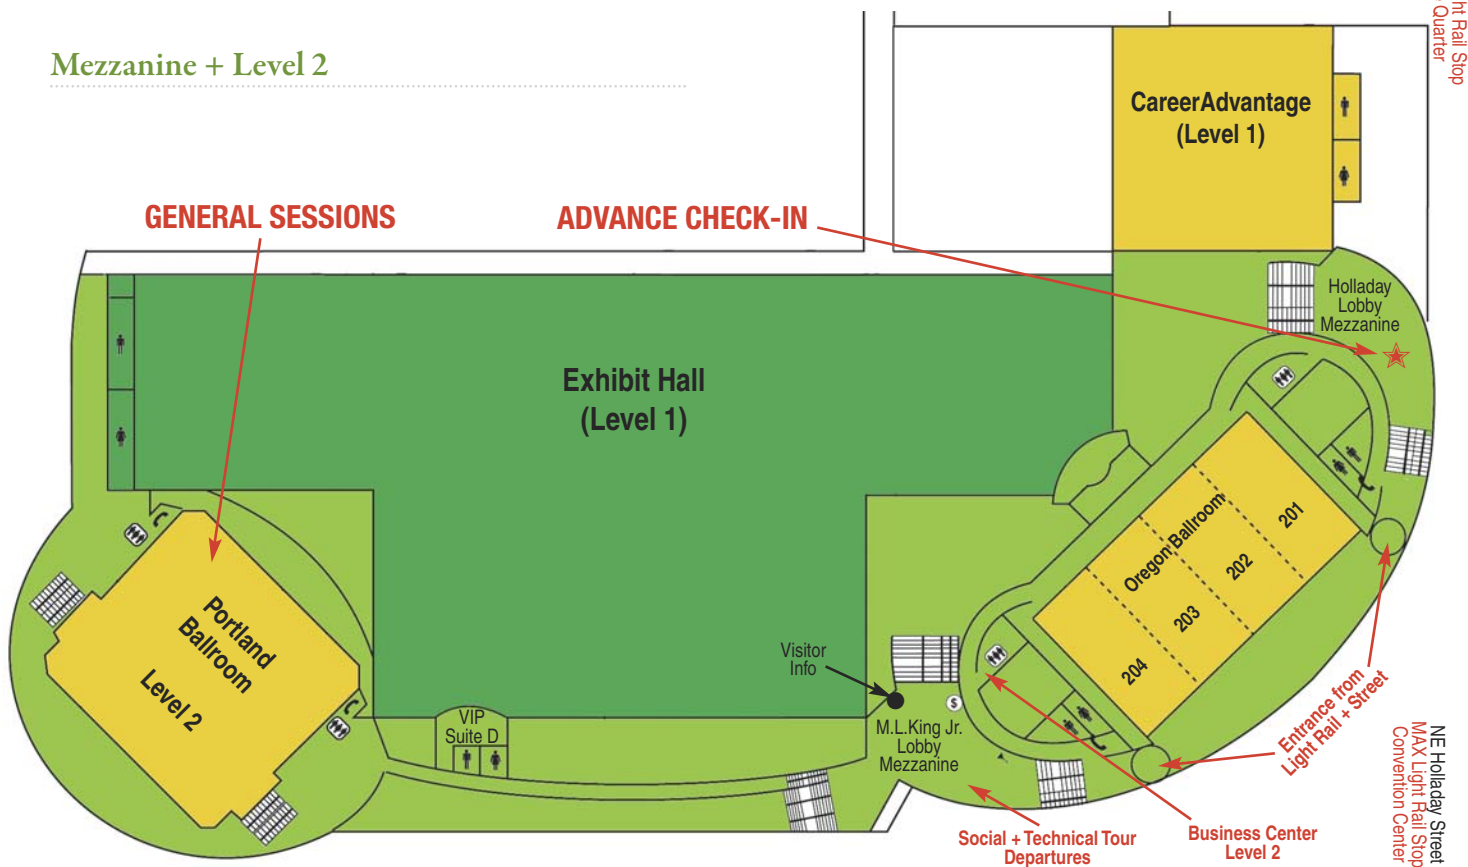 Mezzanine + Level 2
ht Rail Stop
Quarter
CareerAdvantage
(Level 1)
GENERAL SESSIONS
ADVANCE CHECK-IN
Holladay
Lobby
Mezzanine
Exhibit Hall
(Level 1)
Oregon Ballroom
201
202
203
204
Portland
Ballroom
Level 2
Visitor
Info
VIP
Suite D
$
M.L.King Jr.
Lobby
Mezzanine
Entrance from
Light Rail + Street
Social + Technical Tour
Departures
Business Center
Level 2
NE Holladay Street
MAX Light Rail Stop
Convention Center